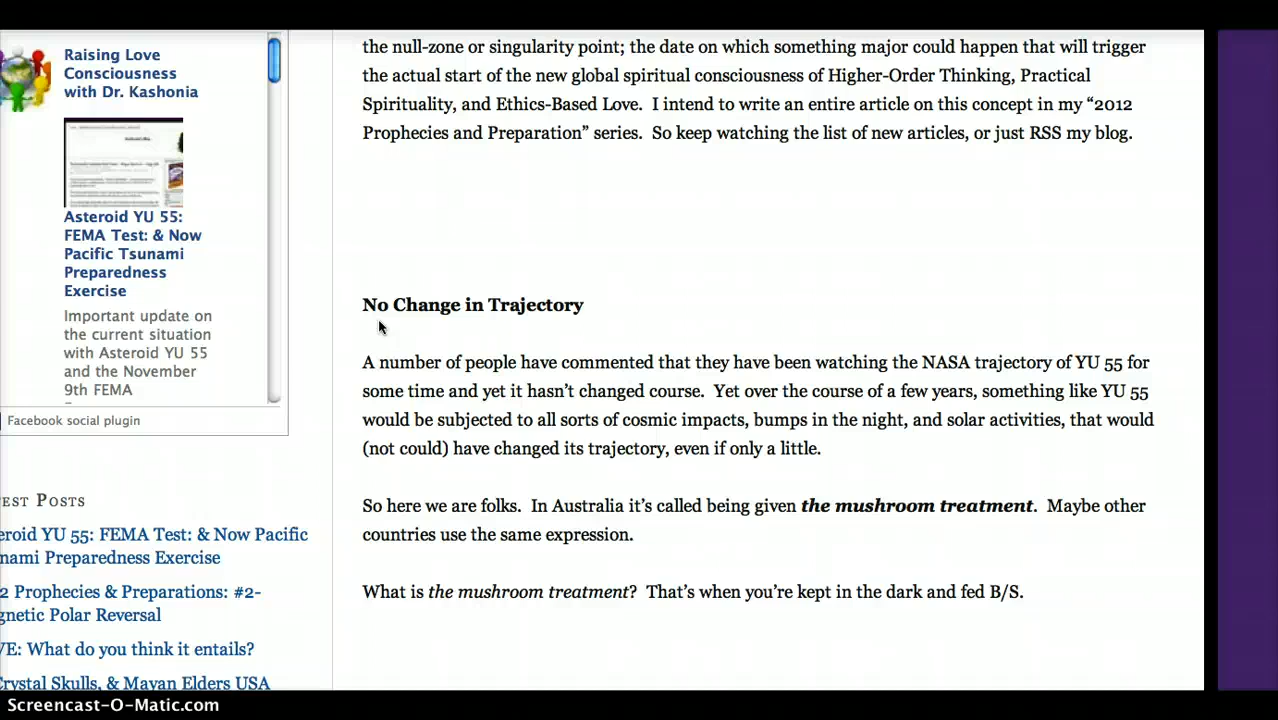 Raising Love
Consciousness
with Dr. Kashonia
Asteroid YU 55:
FEMA Test: & Now
Pacific Tsunami
Preparedness
Exercise
Important update on
the current situation
with Asteroid YU 55
and the November
9th FEMA
Facebook social plugin
EST POSTS
eroid YU 55: FEMA Test: & Now Pacific
nami Preparedness Exercise
2 Prophecies & Preparations: #2-
gnetic Polar Reversal
VE: What do you think it entails?
Crystal Skulls, & Mayan Elders USA
the null-zone or singularity point; the date on which something major could happen that will trigger
the actual start of the new global spiritual consciousness of Higher-Order Thinking, Practical
Spirituality, and Ethics-Based Love.  I intend to write an entire article on this concept in my “2012
Prophecies and Preparation” series.  So keep watching the list of new articles, or just RSS my blog.
No Change in Trajectory
A number of people have commented that they have been watching the NASA trajectory of YU 55 for
some time and yet it hasn’t changed course.  Yet over the course of a few years, something like YU 55
would be subjected to all sorts of cosmic impacts, bumps in the night, and solar activities, that would
(not could) have changed its trajectory, even if only a little.
So here we are folks.  In Australia it’s called being given the mushroom treatment.  Maybe other
countries use the same expression.
What is the mushroom treatment?  That’s when you’re kept in the dark and fed B/S.
Screencast-O-Matic.com